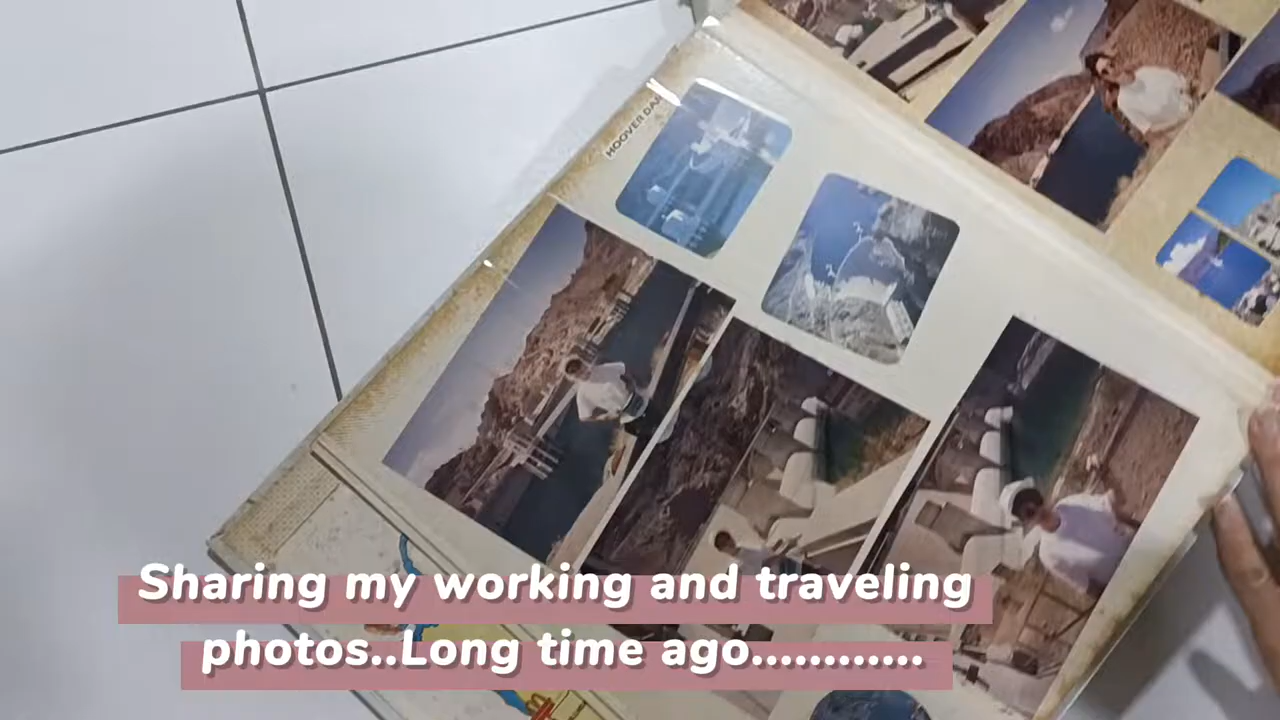 HOOVER DAM
Sharing my working and traveling
photos..Long time ago............